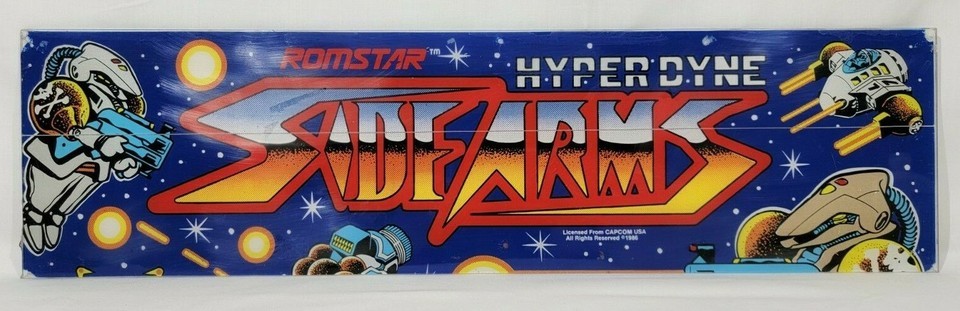 ROMSTAR™
HYPER DYNE
SIDE ARMS
Licensed From CAPCOM USA
All Rights Reserved ©1986